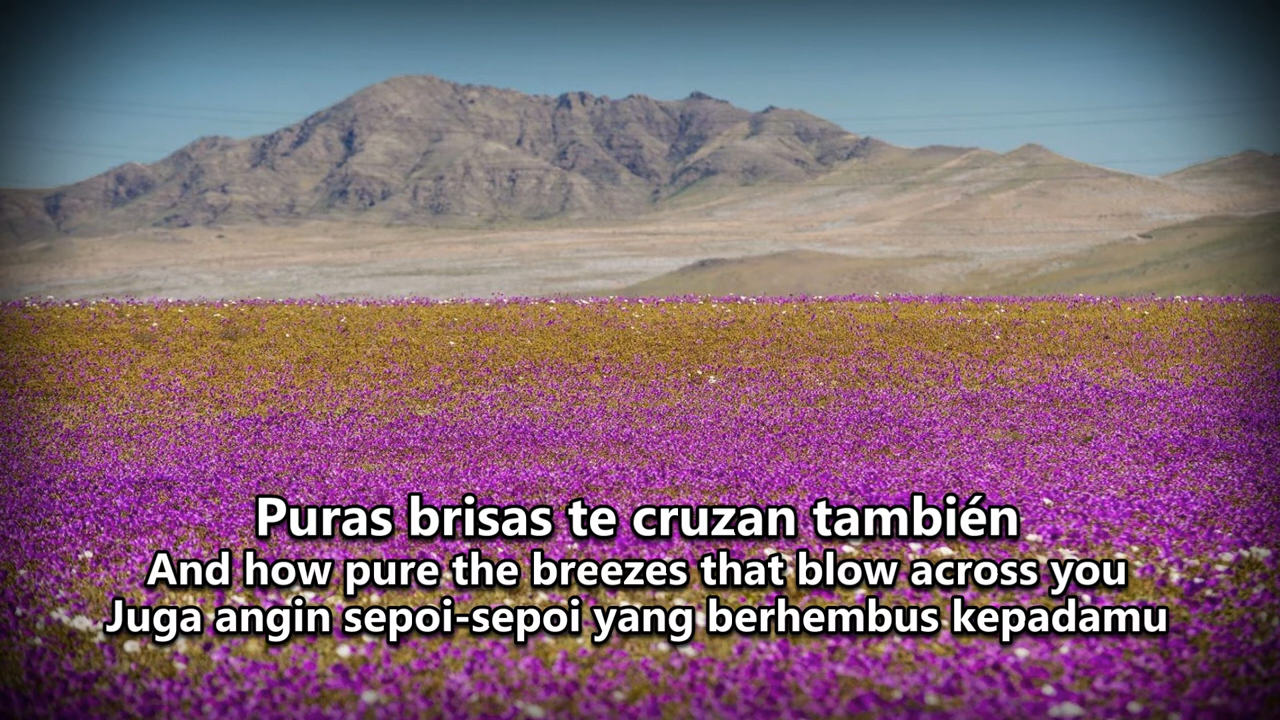 Puras brisas te cruzan también
And how pure the breezes that blow across you
Juga angin sepoi-sepoi yang berhembus kepadamu